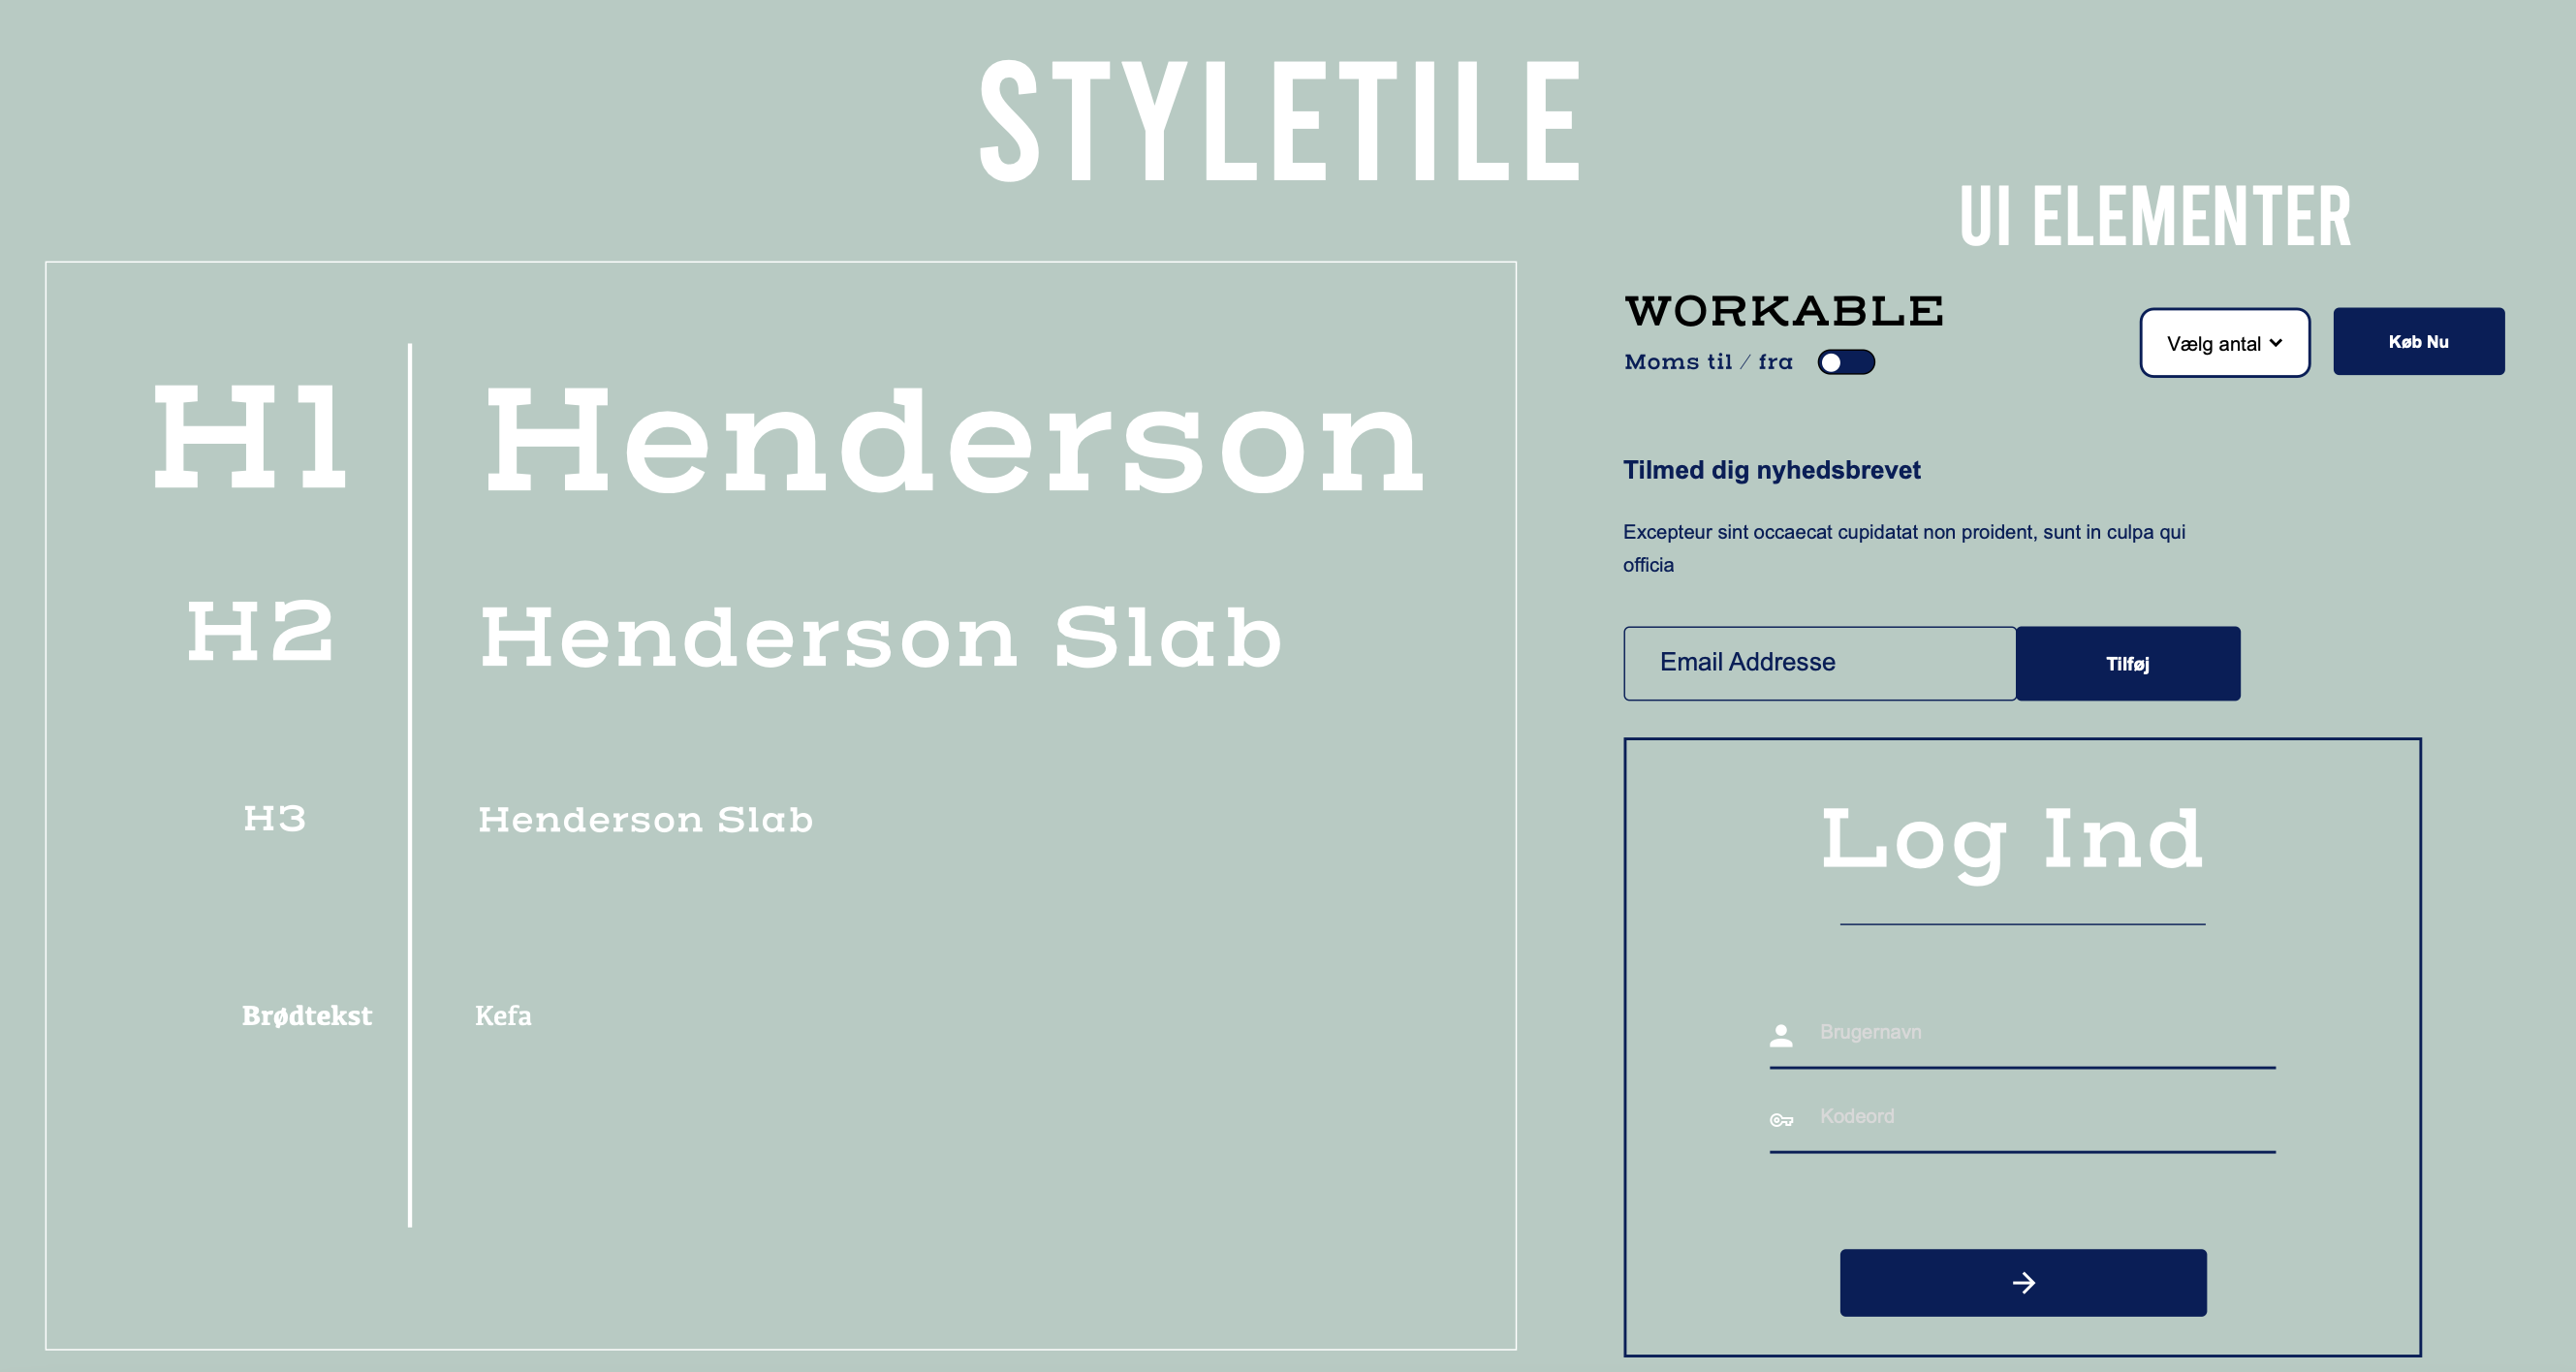 STYLETILE
UI ELEMENTER
H1 Henderson
H2 Henderson Slab
H3 Henderson Slab
Brødtekst Kefa
WORKABLE
Moms til / fra
Vælg antal
Køb Nu
Tilmed dig nyhedsbrevet
Excepteur sint occaecat cupidatat non proident, sunt in culpa qui
officia
Email Addresse
Tilføj
Log Ind
Brugernavn
Kodeord